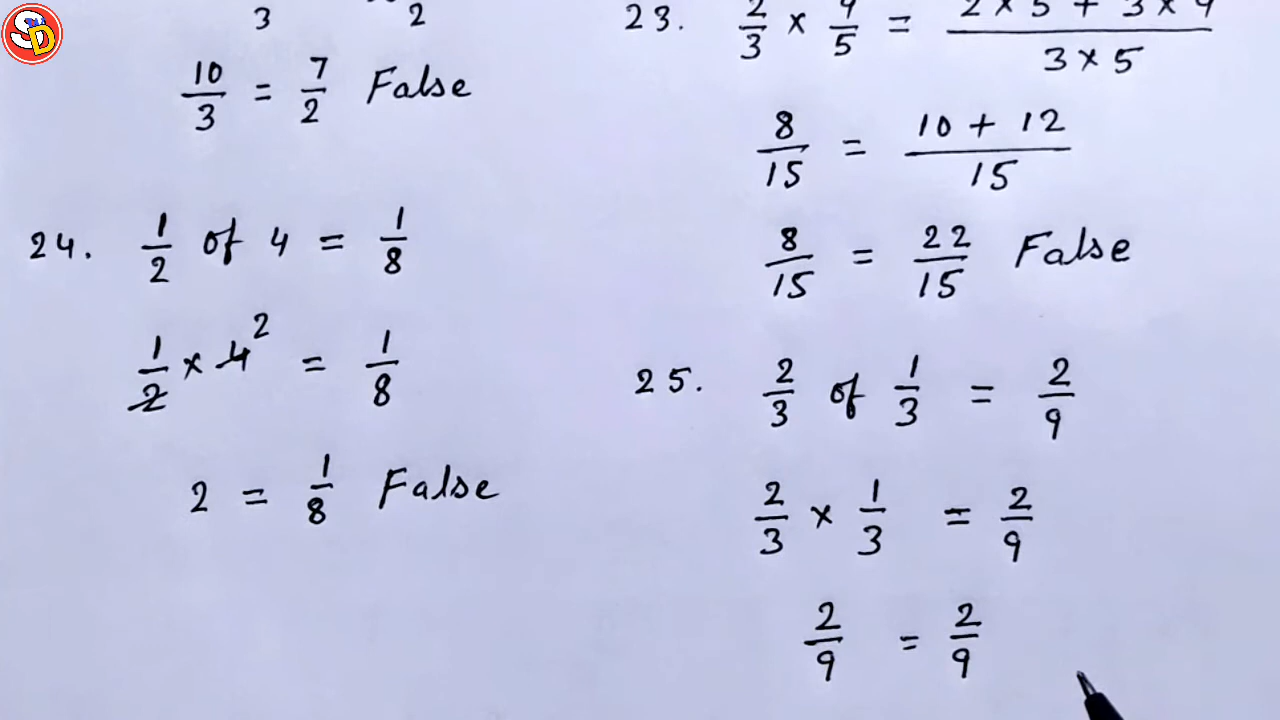 SD
3 2
10/3 = 7/2 False
24. 1/2 of 4 = 1/8
1/2 × 4² = 1/8
2 = 1/8 False
23. 2/3 × 4/5 = 2 × 5 + 3 × 4 / 3 × 5
8/15 = 10 + 12 / 15
8/15 = 22/15 False
25. 2/3 of 1/3 = 2/9
2/3 × 1/3 = 2/9
2/9 = 2/9